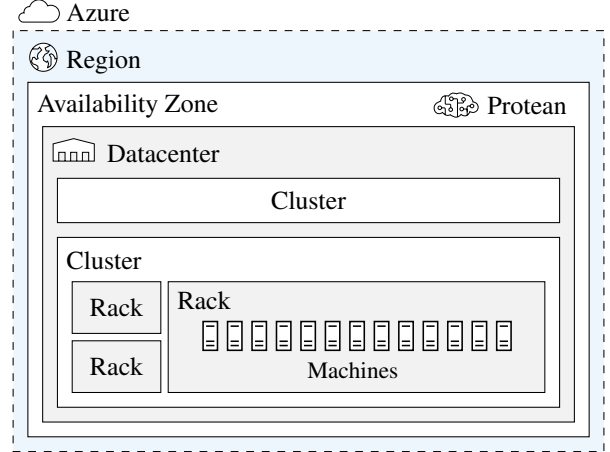 Azure
Region
Availability Zone
Protean
Datacenter
Cluster
Cluster
Rack
Rack
Rack
Machines